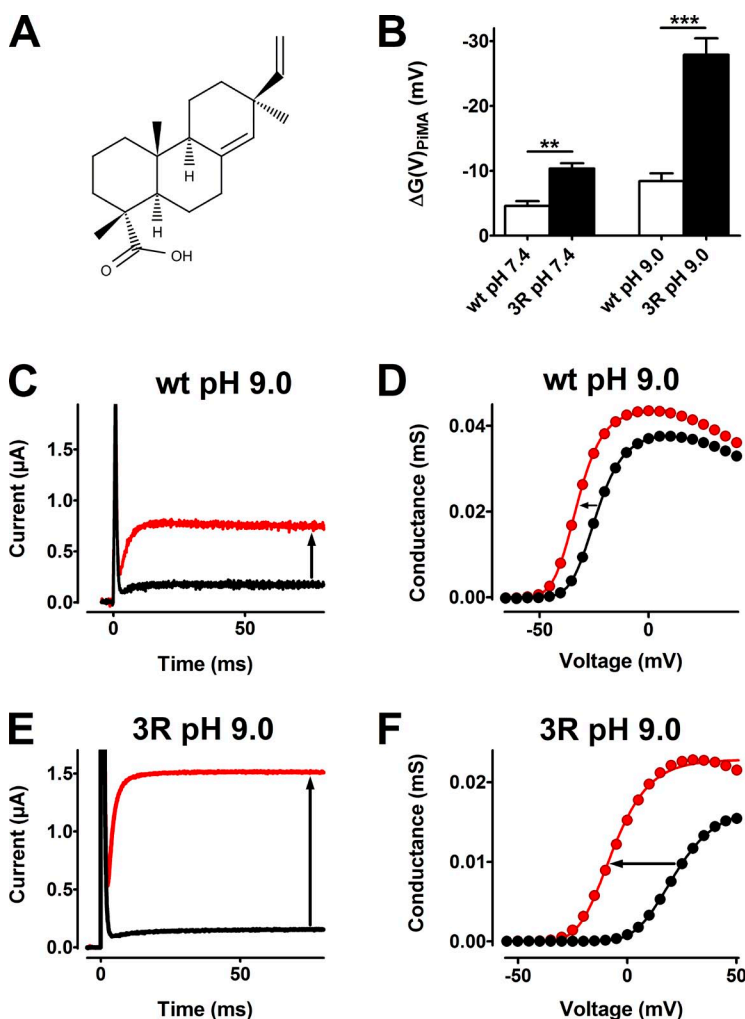 A
H
H
O
OH
B
ΔG(V)PiMA (mV)
-30
-20
-10
0
**
***
wt pH 7.4
3R pH 7.4
wt pH 9.0
3R pH 9.0
C
wt pH 9.0
Current (µA)
1.5
1.0
0.5
0.0
0
50
Time (ms)
D
wt pH 9.0
Conductance (mS)
0.04
0.02
0.00
-50
0
Voltage (mV)
E
3R pH 9.0
Current (µA)
1.5
1.0
0.5
0.0
0
50
Time (ms)
F
3R pH 9.0
Conductance (mS)
0.02
0.01
0.00
-50
0
50
Voltage (mV)